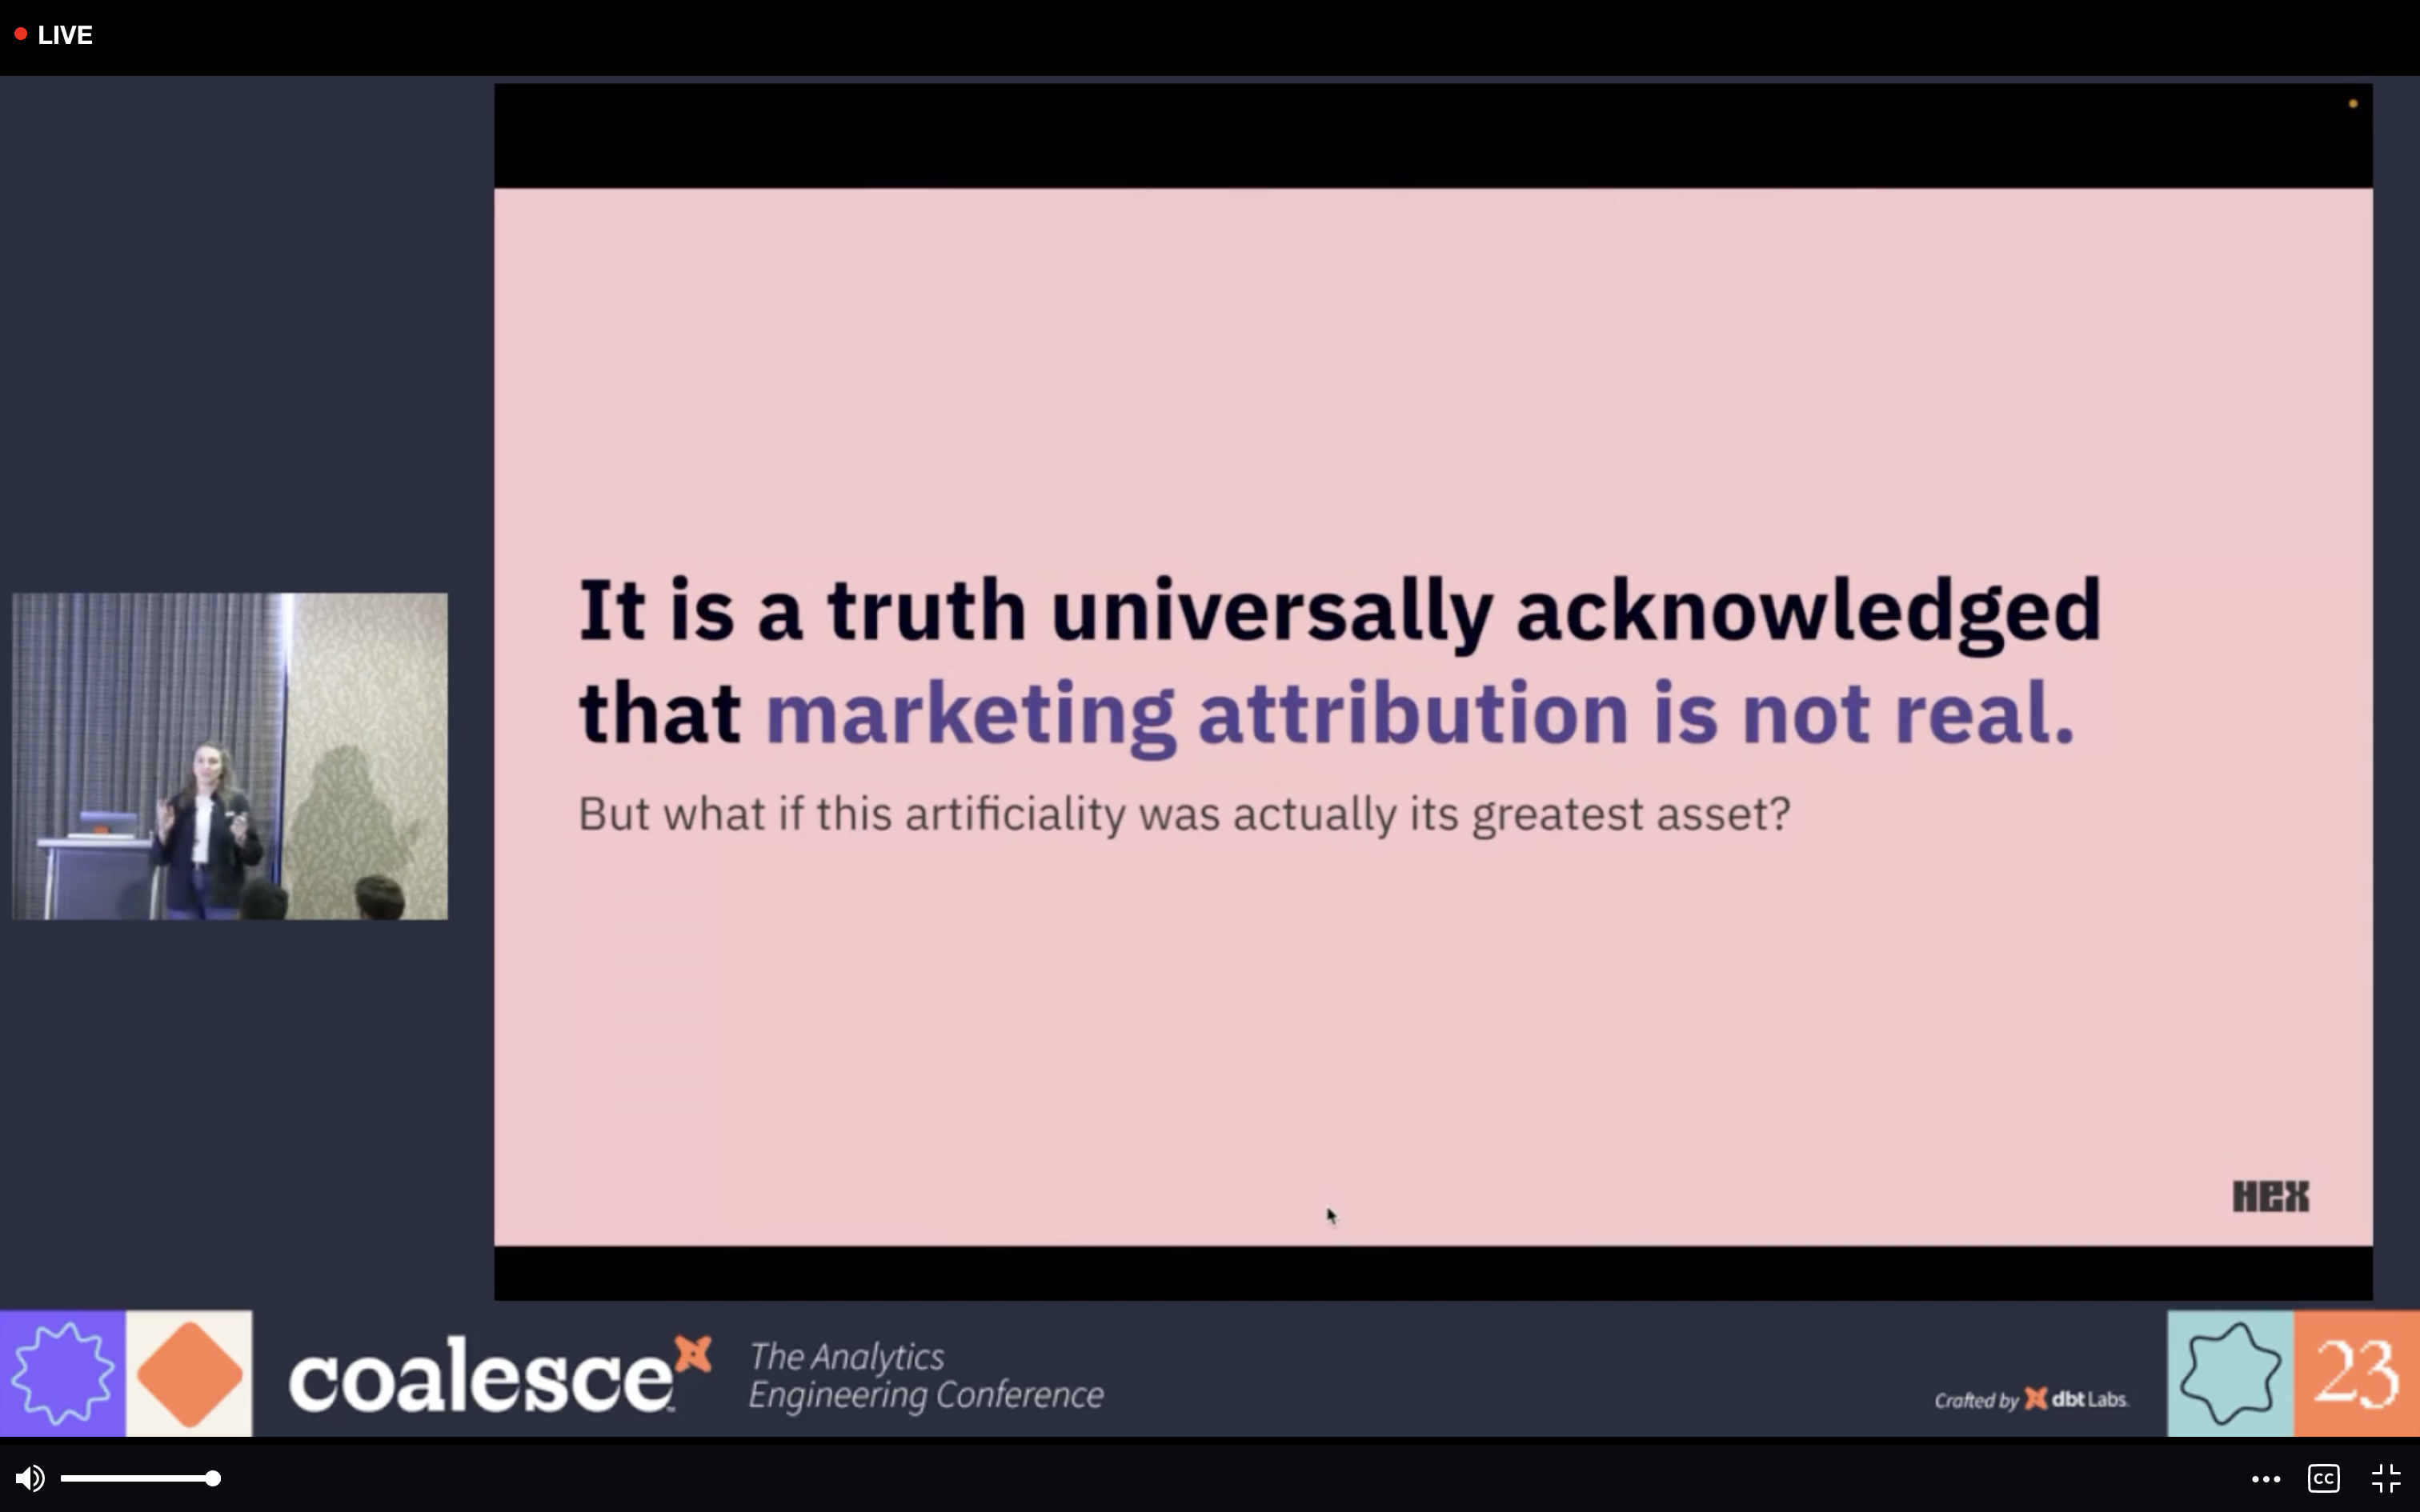 LIVE
It is a truth universally acknowledged
that marketing attribution is not real.
But what if this artificiality was actually its greatest asset?
HEX
coalesce
The Analytics
Engineering Conference
Crafted by dbt Labs
23
CC